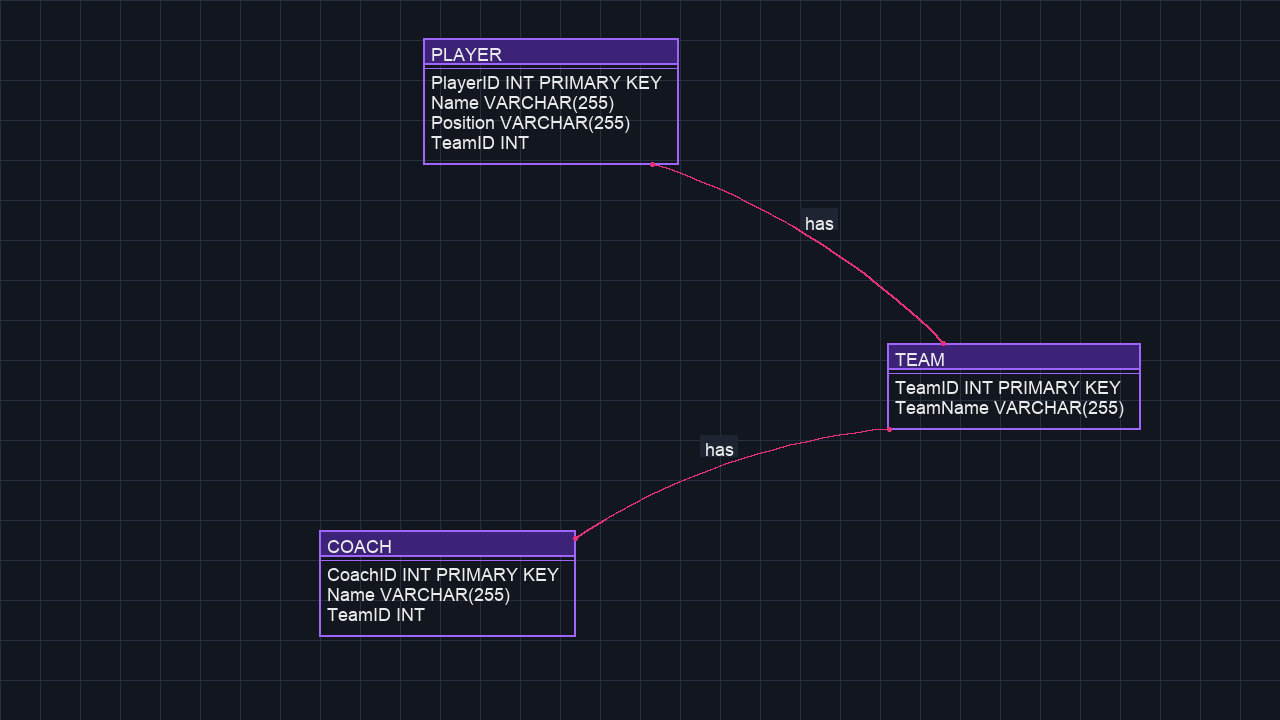 PLAYER
PlayerID INT PRIMARY KEY
Name VARCHAR(255)
Position VARCHAR(255)
TeamID INT
has
TEAM
TeamID INT PRIMARY KEY
TeamName VARCHAR(255)
has
COACH
CoachID INT PRIMARY KEY
Name VARCHAR(255)
TeamID INT